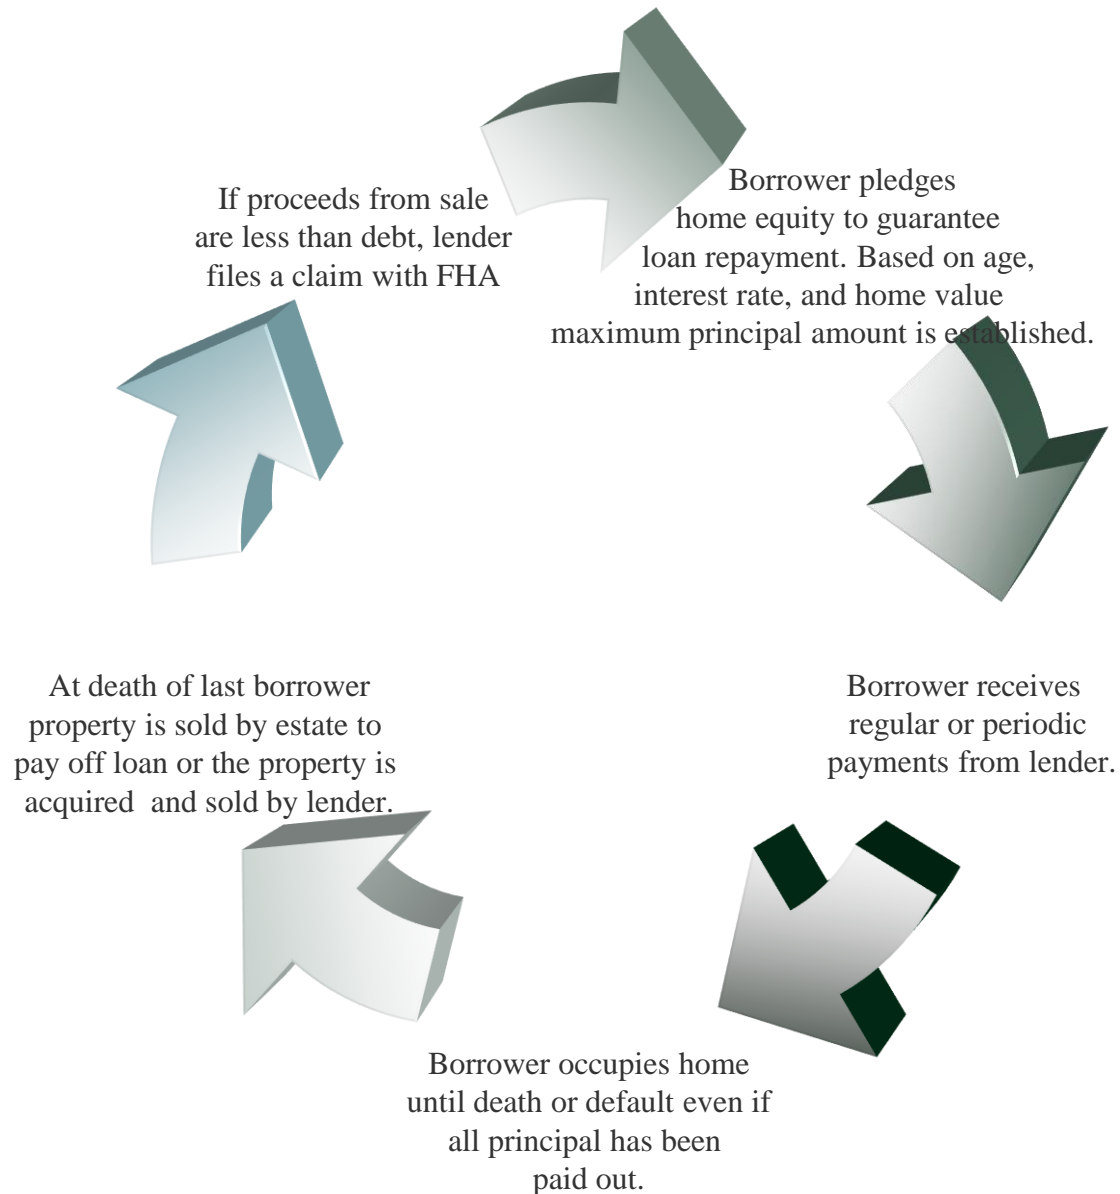 If proceeds from sale
are less than debt, lender
files a claim with FHA
Borrower pledges
home equity to guarantee
loan repayment. Based on age,
interest rate, and home value
maximum principal amount is established.
Borrower receives
regular or periodic
payments from lender.
Borrower occupies home
until death or default even if
all principal has been
paid out.
At death of last borrower
property is sold by estate to
pay off loan or the property is
acquired  and sold by lender.